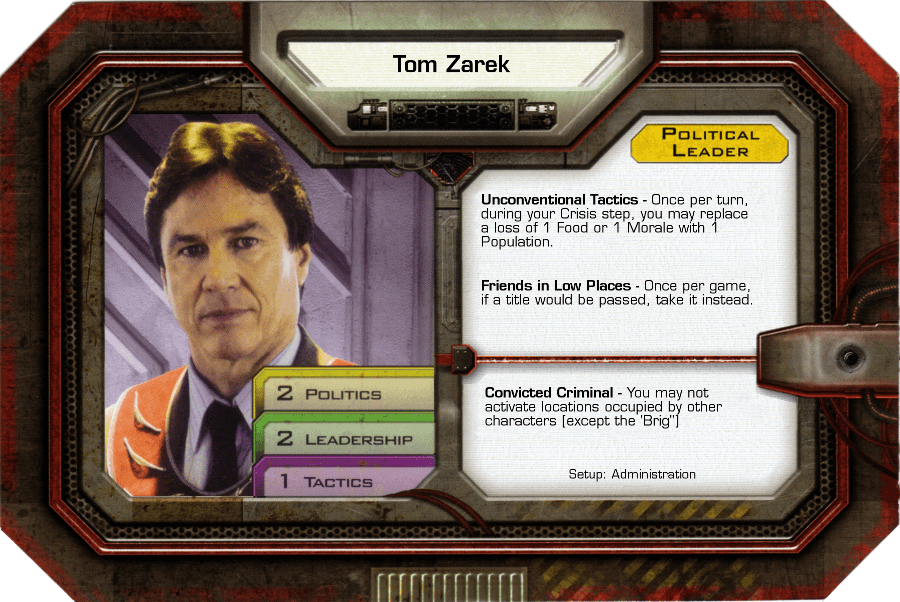 Tom Zarek
Political
Leader
Unconventional Tactics - Once per turn,
during your Crisis step, you may replace
a loss of 1 Food or 1 Morale with 1
Population.
Friends in Low Places - Once per game,
if a title would be passed, take it instead.
2 Politics
2 Leadership
1 Tactics
Convicted Criminal - You may not
activate locations occupied by other
characters [except the 'Brig"]
Setup: Administration